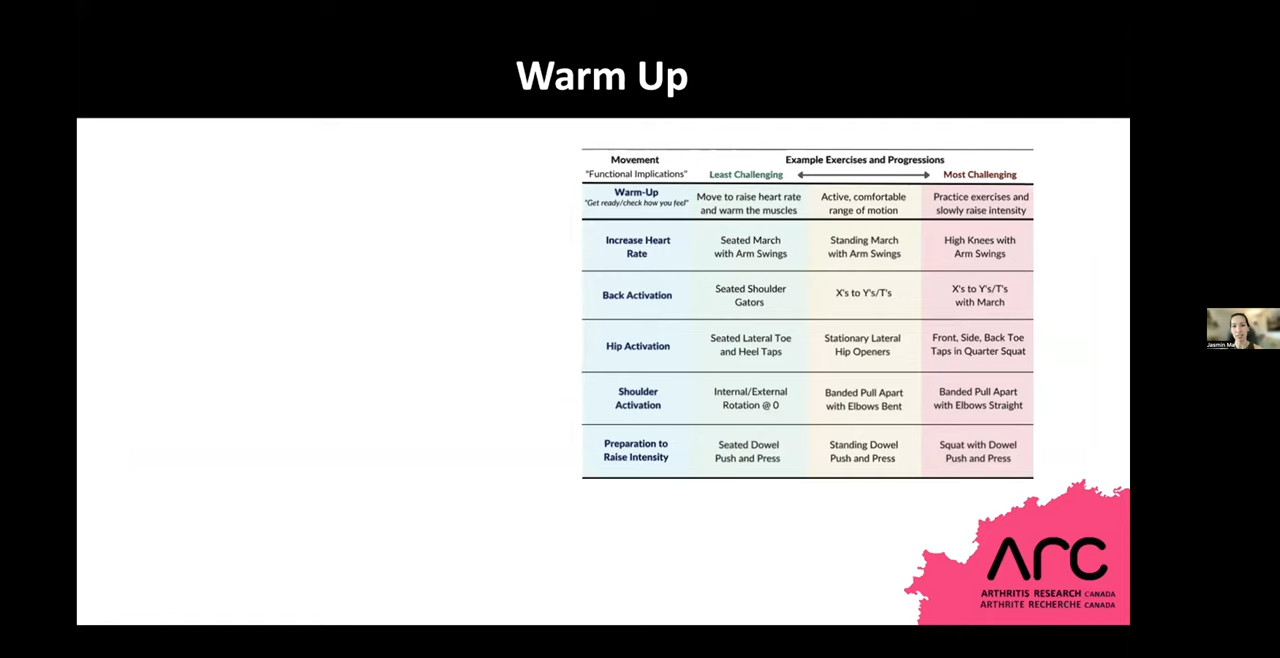 Warm Up
Movement
"Functional Implications"
Example Exercises and Progressions
Least Challenging
Most Challenging
Warm-Up
"Get ready/check how you feel"
Move to raise heart rate
and warm the muscles
Active, comfortable
range of motion
Practice exercises and
slowly raise intensity
Increase Heart
Rate
Seated March
with Arm Swings
Standing March
with Arm Swings
High Knees with
Arm Swings
Back Activation
Seated Shoulder
Gators
X's to Y's/T's
X's to Y's/T's
with March
Hip Activation
Seated Lateral Toe
and Heel Taps
Stationary Lateral
Hip Openers
Front, Side, Back Toe
Taps in Quarter Squat
Shoulder
Activation
Internal/External
Rotation @ 0
Banded Pull Apart
with Elbows Bent
Banded Pull Apart
with Elbows Straight
Preparation to
Raise Intensity
Seated Dowel
Push and Press
Standing Dowel
Push and Press
Squat with Dowel
Push and Press
Arc
ARTHRITIS RESEARCH CANADA
ARTHRITE RECHERCHE CANADA
Jasmin Ma